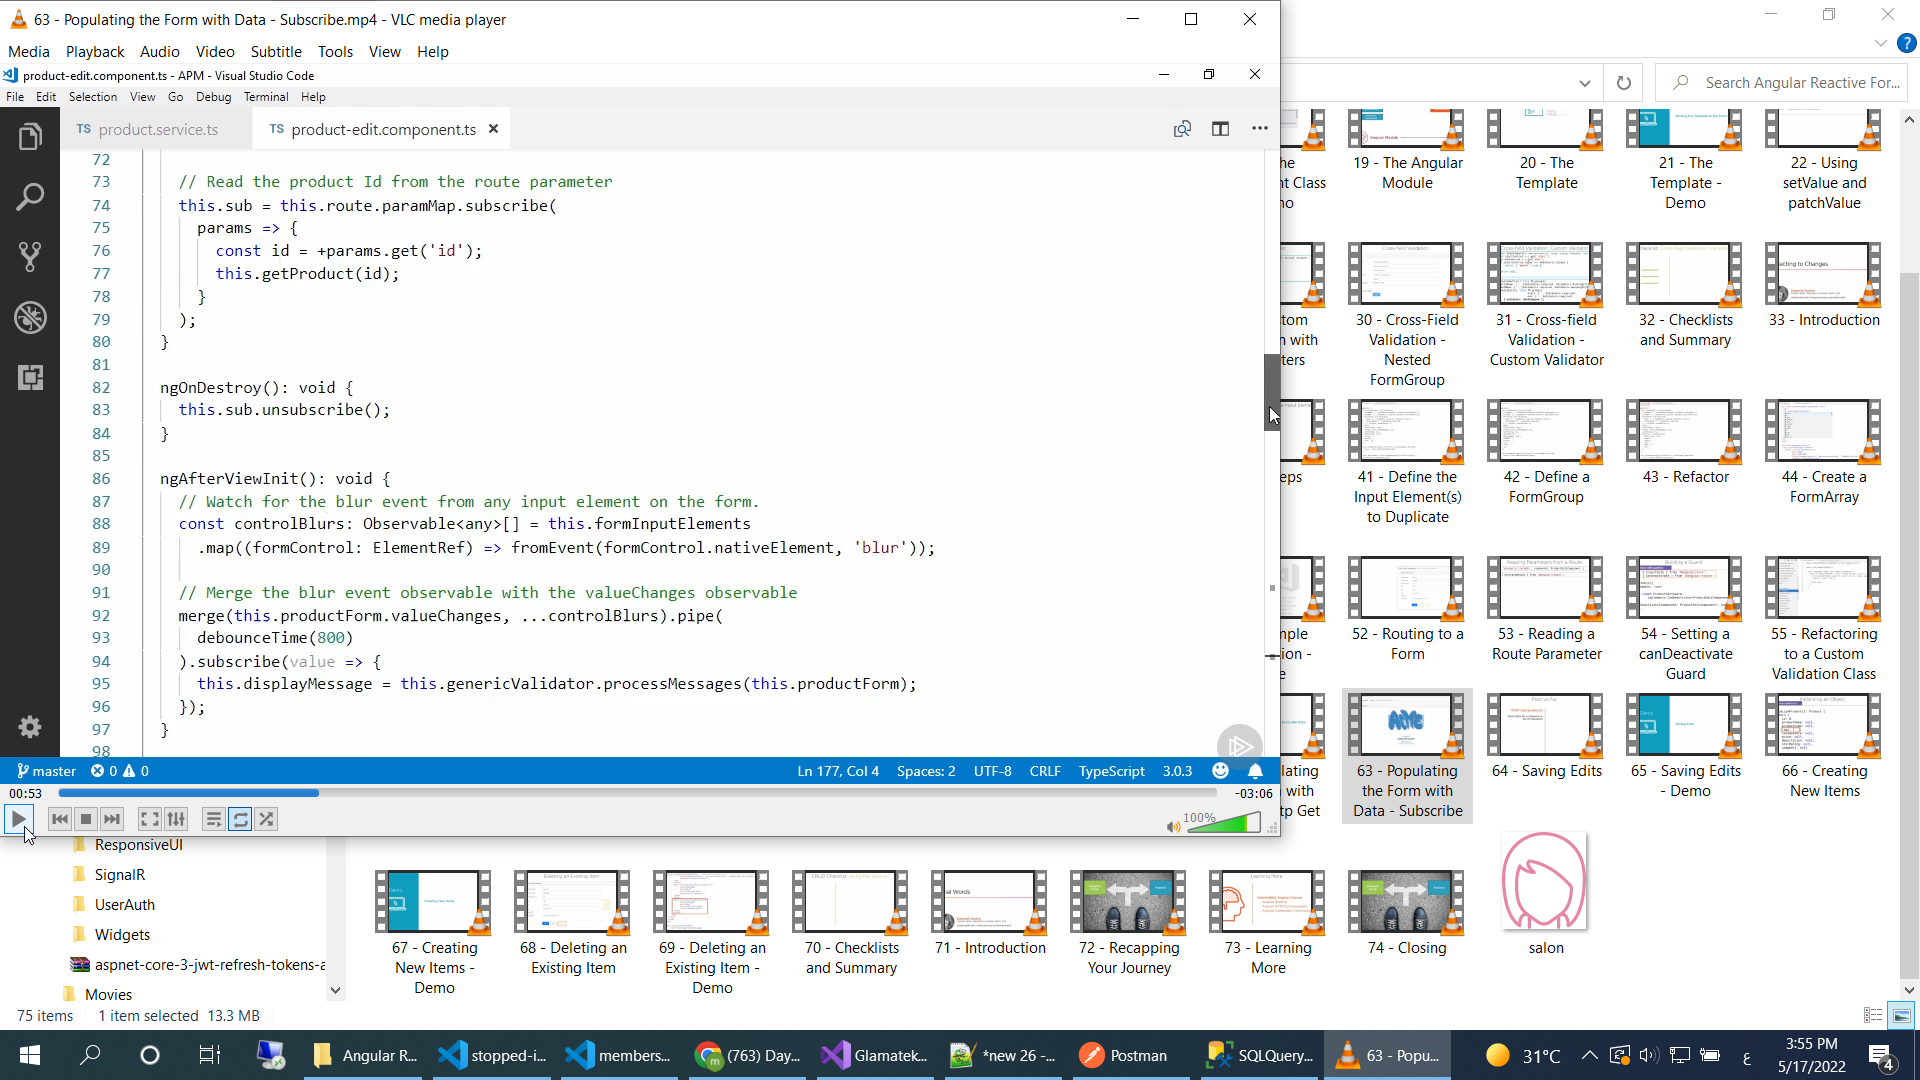 63 - Populating the Form with Data - Subscribe.mp4 - VLC media player
Media Playback Audio Video Subtitle Tools View Help
product-edit.component.ts - APM - Visual Studio Code
File Edit Selection View Go Debug Terminal Help
TS product.service.ts
TS product-edit.component.ts
72
73 // Read the product Id from the route parameter
74 this.sub = this.route.paramMap.subscribe(
75 params => {
76 const id = +params.get('id');
77 this.getProduct(id);
78 }
79 );
80 }
81
82 ngOnDestroy(): void {
83 this.sub.unsubscribe();
84 }
85
86 ngAfterViewInit(): void {
87 // Watch for the blur event from any input element on the form.
88 const controlBlurs: Observable<any>[] = this.formInputElements
89 .map((formControl: ElementRef) => fromEvent(formControl.nativeElement, 'blur'));
90
91 // Merge the blur event observable with the valueChanges observable
92 merge(this.productForm.valueChanges, ...controlBlurs).pipe(
93 debounceTime(800)
94 ).subscribe(value => {
95 this.displayMessage = this.genericValidator.processMessages(this.productForm);
96 });
97 }
98
master 0 0
Ln 177, Col 4 Spaces: 2 UTF-8 CRLF TypeScript 3.0.3
00:53
-03:06
100%
Search Angular Reactive For...
19 - The Angular
Module
20 - The
Template
21 - The
Template -
Demo
22 - Using
setValue and
patchValue
30 - Cross-Field
Validation -
Nested
FormGroup
31 - Cross-field
Validation -
Custom Validator
32 - Checklists
and Summary
33 - Introduction
41 - Define the
Input Element(s)
to Duplicate
42 - Define a
FormGroup
43 - Refactor
44 - Create a
FormArray
52 - Routing to a
Form
53 - Reading a
Route Parameter
54 - Setting a
canDeactivate
Guard
55 - Refactoring
to a Custom
Validation Class
63 - Populating
the Form with
Data - Subscribe
64 - Saving Edits
65 - Saving Edits
- Demo
66 - Creating
New Items
67 - Creating
New Items -
Demo
68 - Deleting an
Existing Item
69 - Deleting an
Existing Item -
Demo
70 - Checklists
and Summary
71 - Introduction
72 - Recapping
Your Journey
73 - Learning
More
74 - Closing
salon
ResponsiveUI
SignalR
UserAuth
Widgets
aspnet-core-3-jwt-refresh-tokens-a
Movies
75 items 1 item selected 13.3 MB
Angular R...
stopped-i...
members...
(763) Day...
Glamatek...
*new 26 -...
Postman
SQLQuery...
63 - Popu...
31°C
ع
3:55 PM
5/17/2022
4